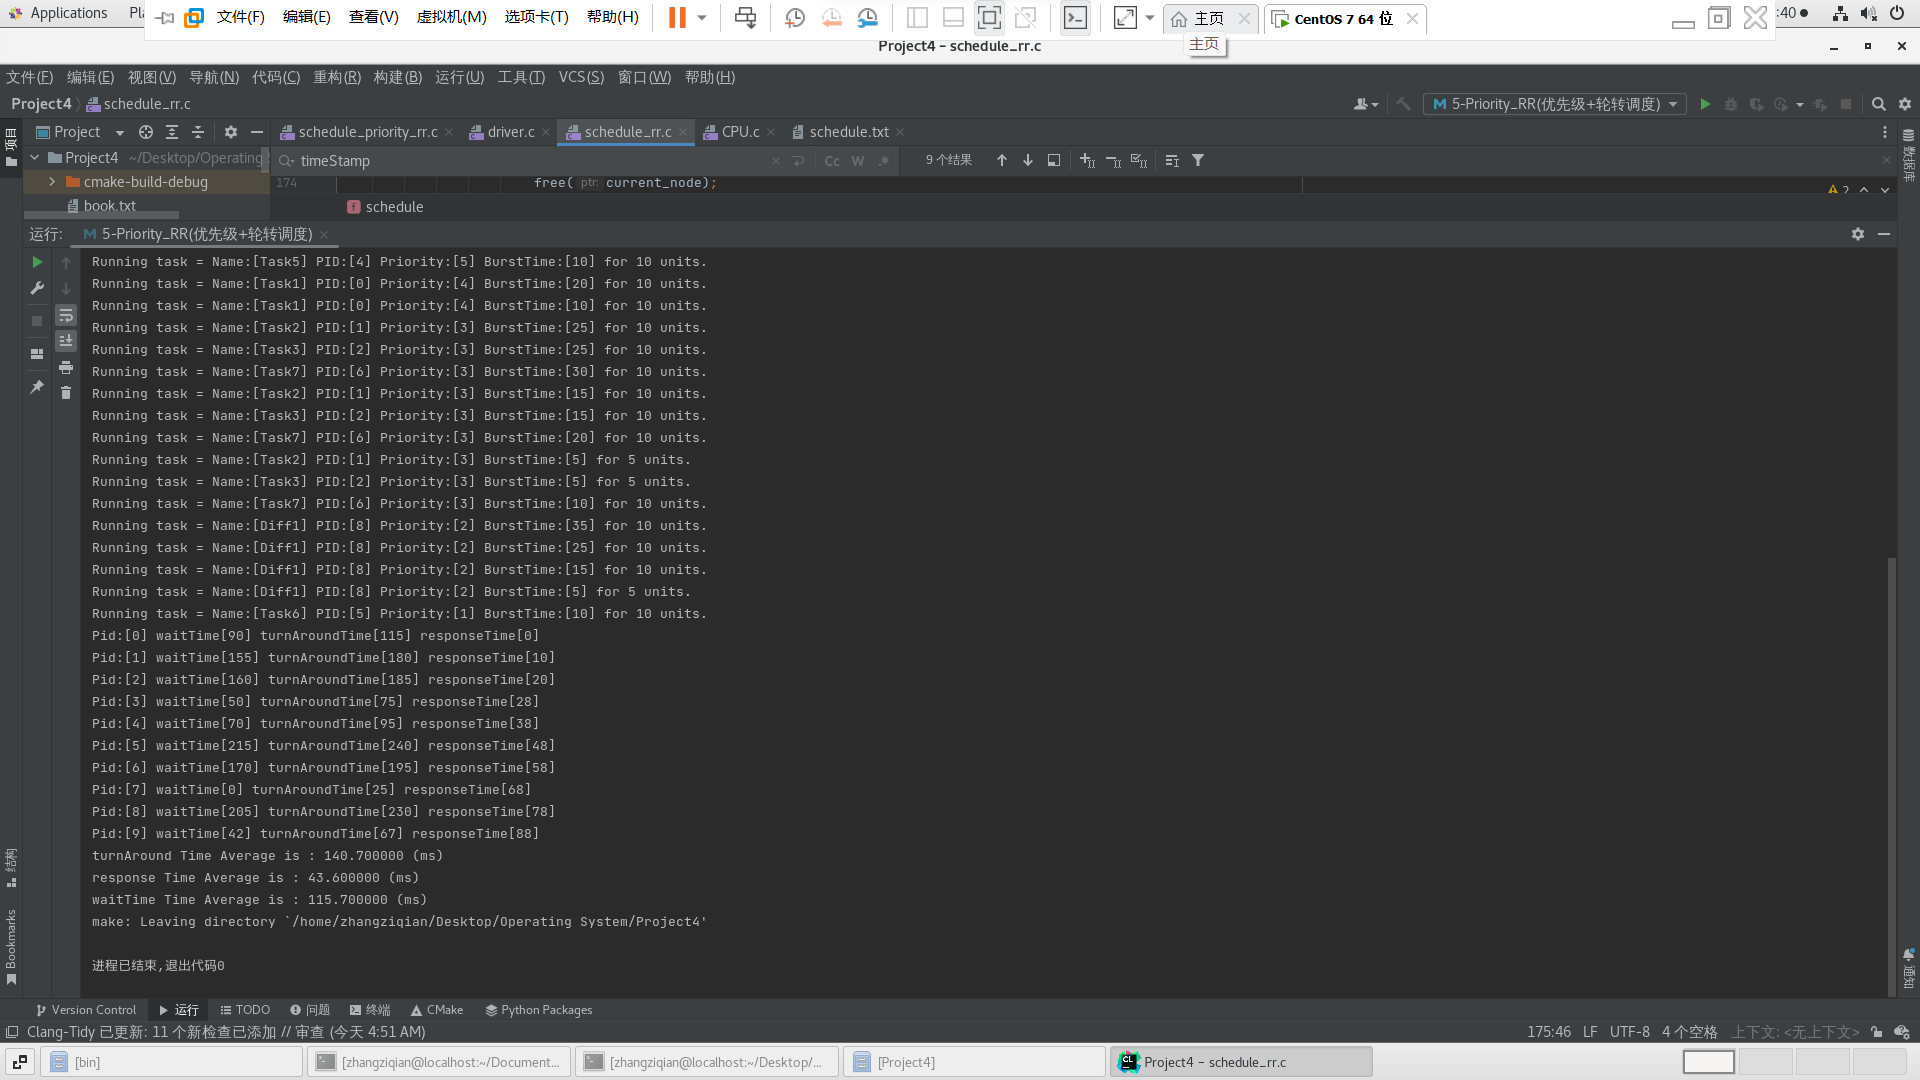 Applications Pl
文件(F) 编辑(E) 查看(V) 虚拟机(M) 选项卡(T) 帮助(H)
主页 CentOS 7 64 位
:40
主页
Project4 – schedule_rr.c
文件(F) 编辑(E) 视图(V) 导航(N) 代码(C) 重构(R) 构建(B) 运行(U) 工具(T) VCS(S) 窗口(W) 帮助(H)
Project4 schedule_rr.c
5-Priority_RR(优先级+轮转调度)
项目
Project
schedule_priority_rr.c driver.c schedule_rr.c CPU.c schedule.txt
数据库
Project4 ~/Desktop/Operating
timeStamp
Cc W .* 9 个结果
cmake-build-debug
174 free( ptr: current_node);
2
book.txt
f schedule
运行: 5-Priority_RR(优先级+轮转调度)
Running task = Name:[Task5] PID:[4] Priority:[5] BurstTime:[10] for 10 units.
Running task = Name:[Task1] PID:[0] Priority:[4] BurstTime:[20] for 10 units.
Running task = Name:[Task1] PID:[0] Priority:[4] BurstTime:[10] for 10 units.
Running task = Name:[Task2] PID:[1] Priority:[3] BurstTime:[25] for 10 units.
Running task = Name:[Task3] PID:[2] Priority:[3] BurstTime:[25] for 10 units.
Running task = Name:[Task7] PID:[6] Priority:[3] BurstTime:[30] for 10 units.
Running task = Name:[Task2] PID:[1] Priority:[3] BurstTime:[15] for 10 units.
Running task = Name:[Task3] PID:[2] Priority:[3] BurstTime:[15] for 10 units.
Running task = Name:[Task7] PID:[6] Priority:[3] BurstTime:[20] for 10 units.
Running task = Name:[Task2] PID:[1] Priority:[3] BurstTime:[5] for 5 units.
Running task = Name:[Task3] PID:[2] Priority:[3] BurstTime:[5] for 5 units.
Running task = Name:[Task7] PID:[6] Priority:[3] BurstTime:[10] for 10 units.
Running task = Name:[Diff1] PID:[8] Priority:[2] BurstTime:[35] for 10 units.
Running task = Name:[Diff1] PID:[8] Priority:[2] BurstTime:[25] for 10 units.
Running task = Name:[Diff1] PID:[8] Priority:[2] BurstTime:[15] for 10 units.
Running task = Name:[Diff1] PID:[8] Priority:[2] BurstTime:[5] for 5 units.
Running task = Name:[Task6] PID:[5] Priority:[1] BurstTime:[10] for 10 units.
Pid:[0] waitTime[90] turnAroundTime[115] responseTime[0]
Pid:[1] waitTime[155] turnAroundTime[180] responseTime[10]
Pid:[2] waitTime[160] turnAroundTime[185] responseTime[20]
Pid:[3] waitTime[50] turnAroundTime[75] responseTime[28]
Pid:[4] waitTime[70] turnAroundTime[95] responseTime[38]
Pid:[5] waitTime[215] turnAroundTime[240] responseTime[48]
Pid:[6] waitTime[170] turnAroundTime[195] responseTime[58]
Pid:[7] waitTime[0] turnAroundTime[25] responseTime[68]
Pid:[8] waitTime[205] turnAroundTime[230] responseTime[78]
Pid:[9] waitTime[42] turnAroundTime[67] responseTime[88]
turnAround Time Average is : 140.700000 (ms)
response Time Average is : 43.600000 (ms)
waitTime Time Average is : 115.700000 (ms)
make: Leaving directory `/home/zhangziqian/Desktop/Operating System/Project4'
进程已结束,退出代码0
结构
Bookmarks
通知
Version Control 运行 TODO 问题 终端 CMake Python Packages
Clang-Tidy 已更新: 11 个新检查已添加 // 审查 (今天 4:51 AM)
175:46 LF UTF-8 4 个空格 上下文: <无上下文>
[bin] [zhangziqian@localhost:~/Document... [zhangziqian@localhost:~/Desktop/... [Project4] Project4 – schedule_rr.c